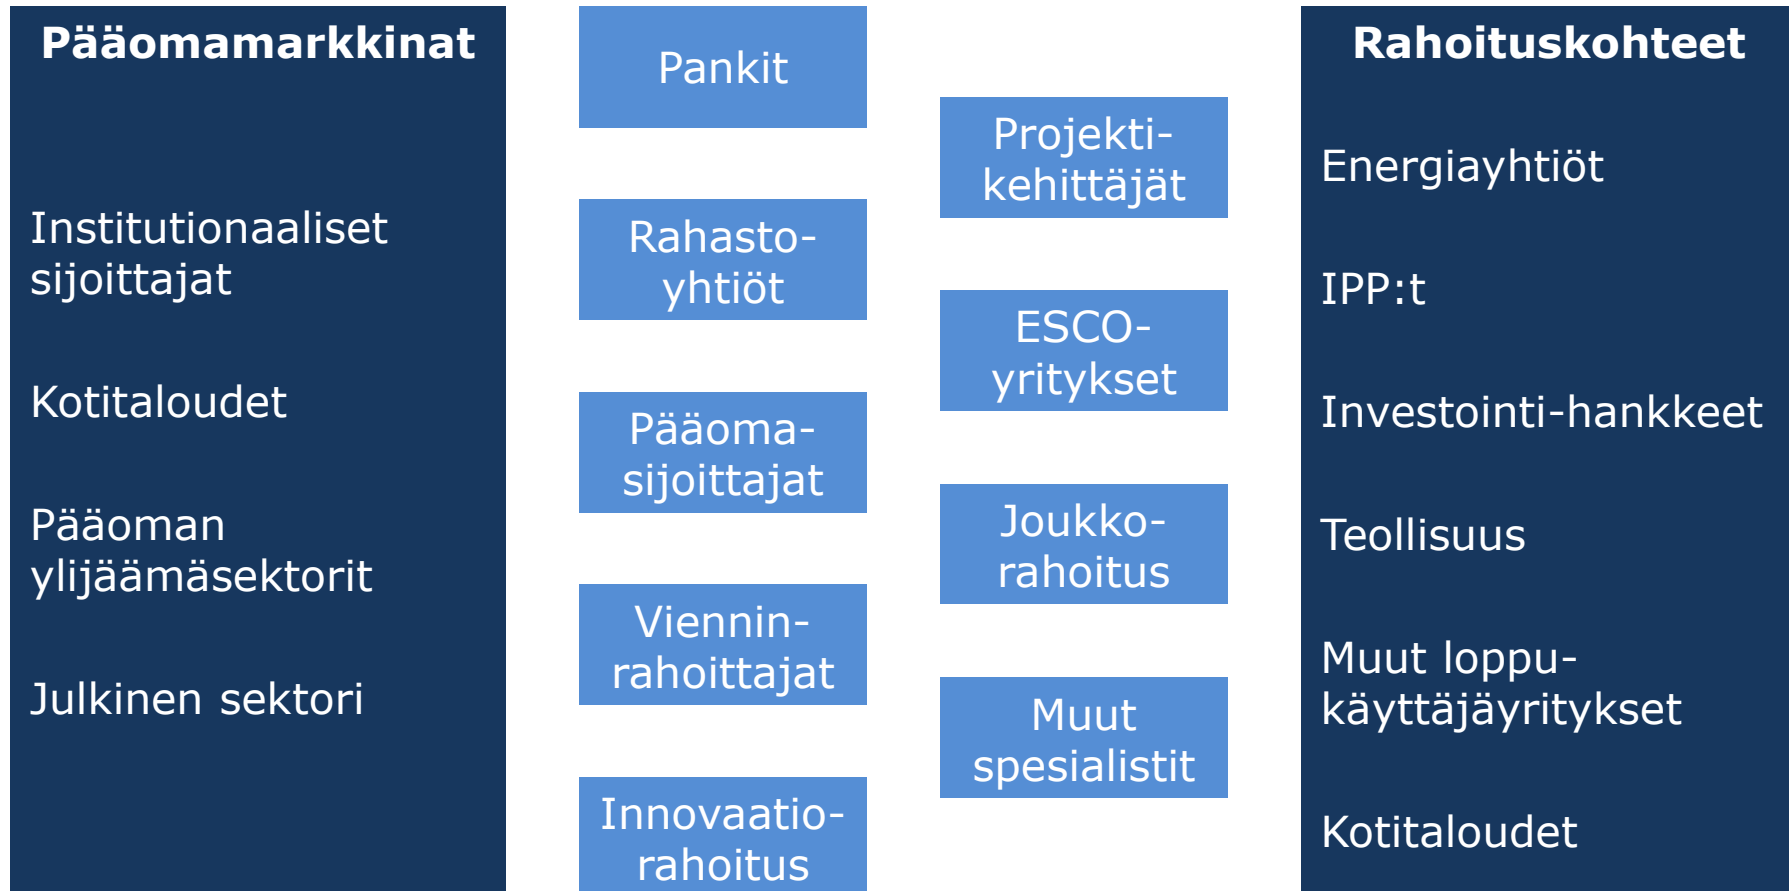 Pääomamarkkinat
Institutionaaliset
sijoittajat
Kotitaloudet
Pääoman
ylijäämäsektorit
Julkinen sektori
Pankit
Rahasto-
yhtiöt
Pääoma-
sijoittajat
Viennin-
rahoittajat
Innovaatio-
rahoitus
Projekti-
kehittäjät
ESCO-
yritykset
Joukko-
rahoitus
Muut
spesialistit
Rahoituskohteet
Energiayhtiöt
IPP:t
Investointi-hankkeet
Teollisuus
Muut loppu-
käyttäjäyritykset
Kotitaloudet